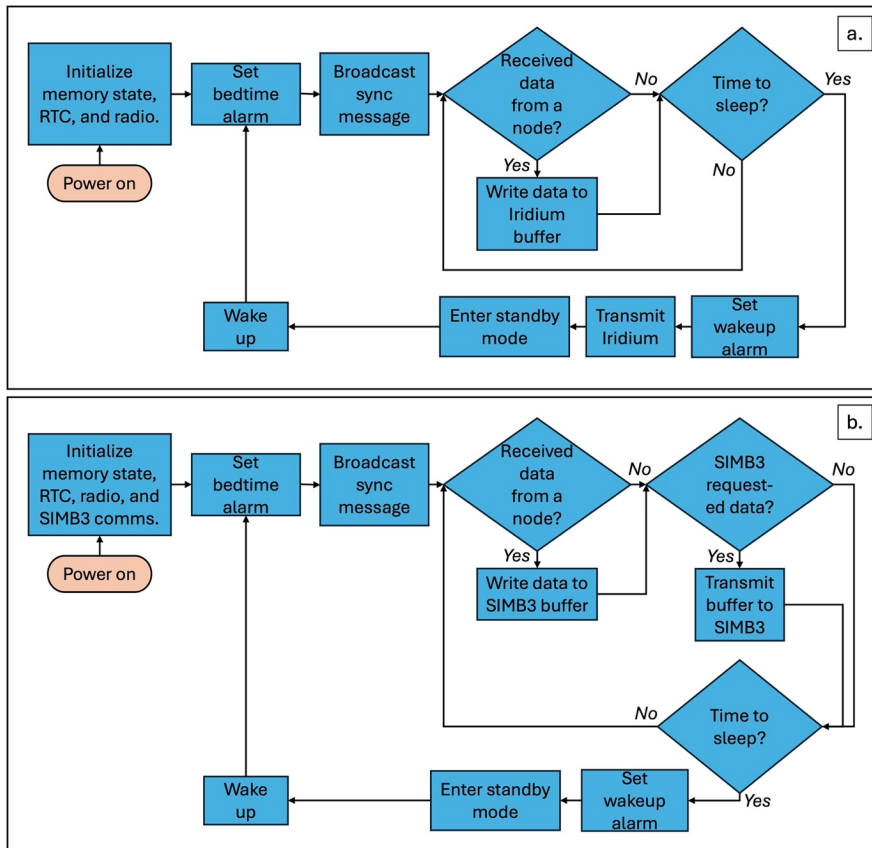 a.
Initialize
memory state,
RTC, and radio.
Power on
Set
bedtime
alarm
Broadcast
sync
message
Received
data
from a
node?
No
Yes
Write data to
Iridium
buffer
Time to
sleep?
Yes
No
Set
wakeup
alarm
Transmit
Iridium
Enter standby
mode
Wake
up
b.
Initialize
memory state,
RTC, radio, and
SIMB3 comms.
Power on
Set
bedtime
alarm
Broadcast
sync
message
Received
data
from a
node?
No
Yes
Write data to
SIMB3 buffer
SIMB3
request-
ed data?
No
Yes
Transmit
buffer to
SIMB3
Time to
sleep?
No
Yes
Set
wakeup
alarm
Enter standby
mode
Wake
up